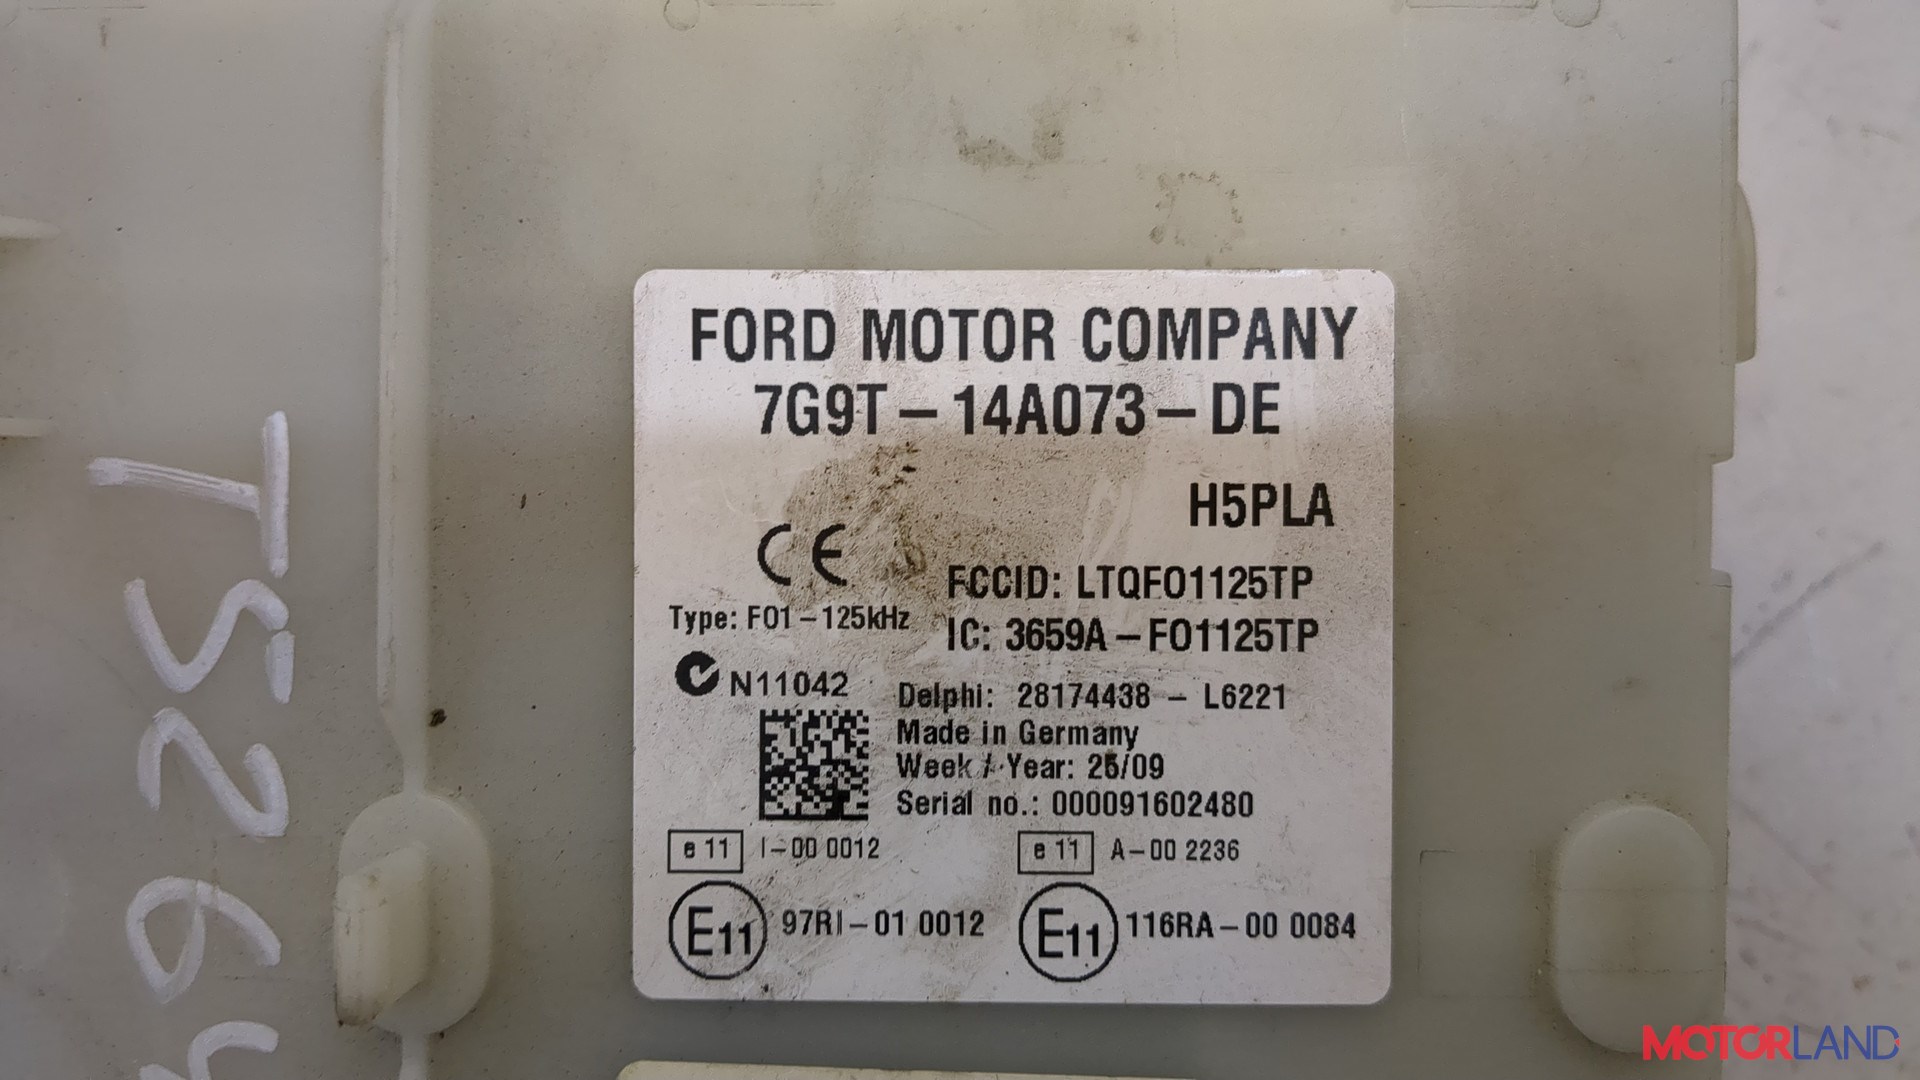 FORD MOTOR COMPANY
7G9T-14A073-DE
H5PLA
CE
FCCID: LTQFO1125TP
Type: FO1-125kHz
IC: 3659A-FO1125TP
N11042
Delphi: 28174438 - L6221
Made in Germany
Week / Year: 25/09
Serial no.: 000091602480
e 11 I-00 0012
e 11 A-00 2236
E11 97RI-01 0012
E11 116RA-00 0084
MOTORLAND